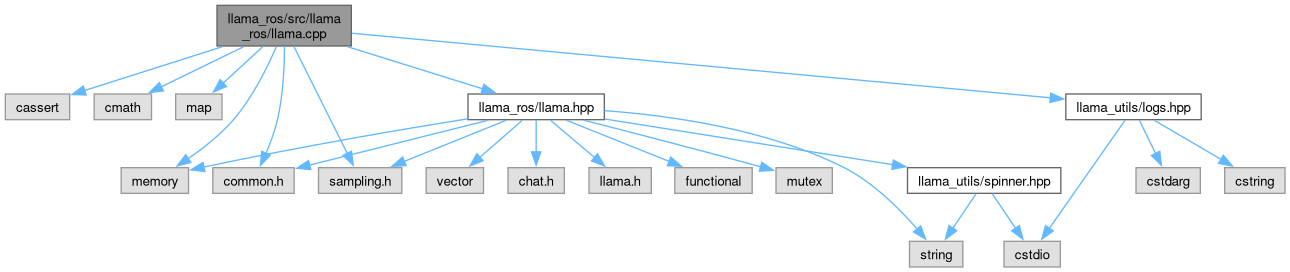 llama_ros/src/llama
_ros/llama.cpp
cassert
cmath
map
llama_ros/llama.hpp
llama_utils/logs.hpp
memory
common.h
sampling.h
vector
chat.h
llama.h
functional
mutex
llama_utils/spinner.hpp
cstdarg
cstring
string
cstdio